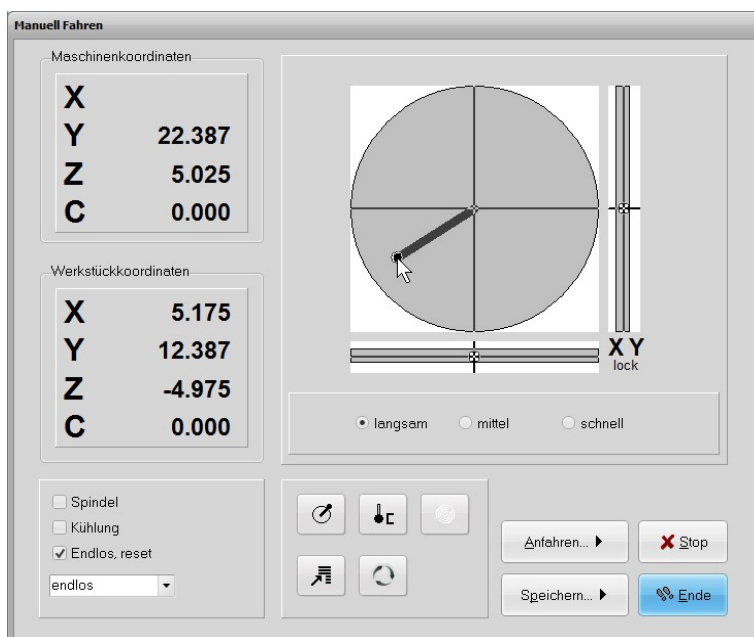 Manuell Fahren
Maschinenkoordinaten
X
Y 22.387
Z 5.025
C 0.000
Werkstückkoordinaten
X 5.175
Y 12.387
Z -4.975
C 0.000
X Y
lock
langsam mittel schnell
Spindel
Kühlung
Endlos, reset
endlos
Anfahren...
Stop
Speichern...
Ende